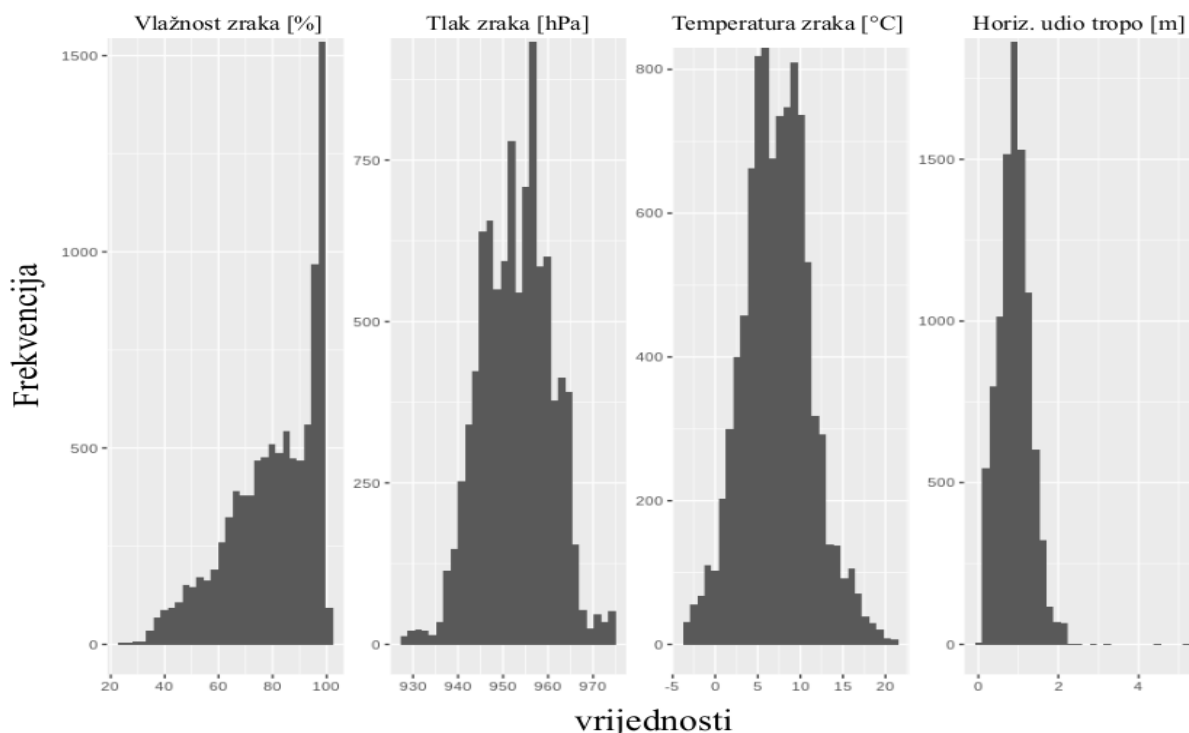 Vlažnost zraka [%]
Tlak zraka [hPa]
Temperatura zraka [°C]
Horiz. udio tropo [m]
Frekvencija
1500
1000
500
0
20 40 60 80 100
750
500
250
0
930 940 950 960 970
800
600
400
200
0
-5 0 5 10 15 20
1500
1000
500
0
0 2 4
vrijednosti